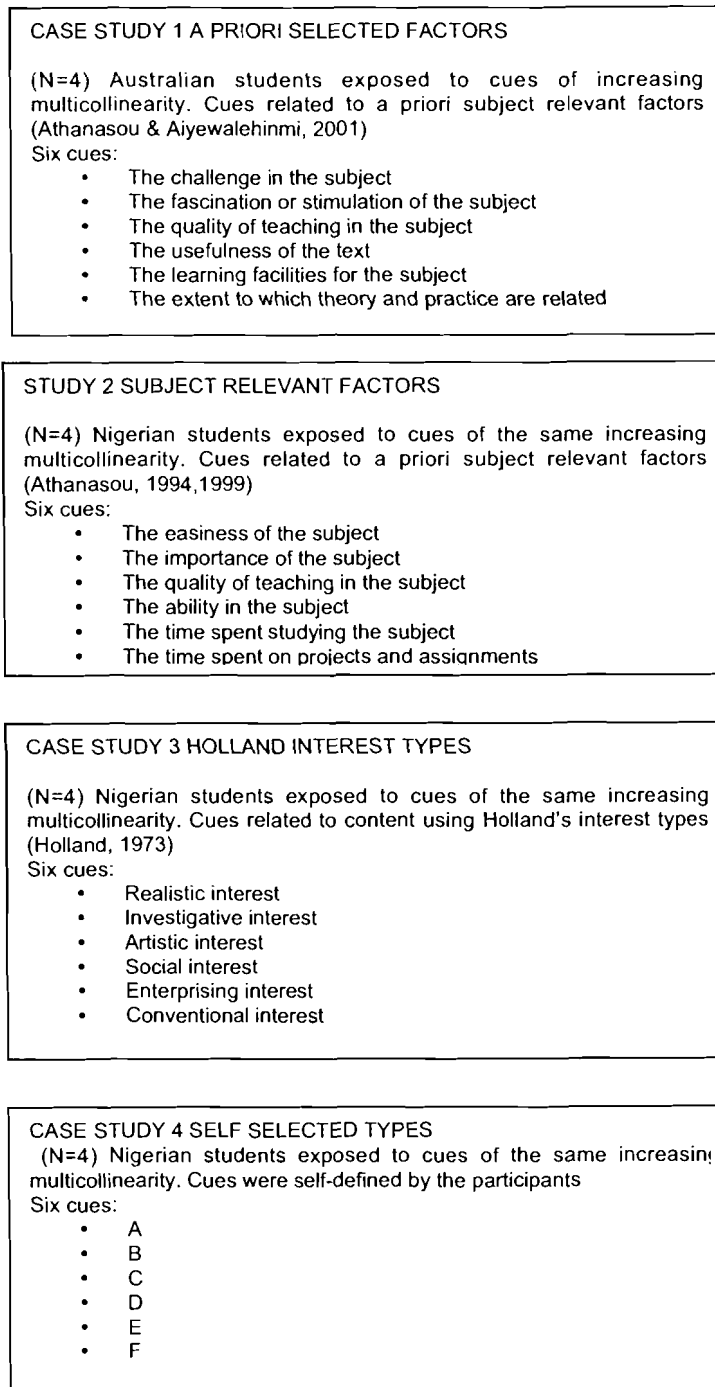 CASE STUDY 1 A PRIORI SELECTED FACTORS
(N=4) Australian students exposed to cues of increasing
multicollinearity. Cues related to a priori subject relevant factors
(Athanasou & Aiyewalehinmi, 2001)
Six cues:
• The challenge in the subject
• The fascination or stimulation of the subject
• The quality of teaching in the subject
• The usefulness of the text
• The learning facilities for the subject
• The extent to which theory and practice are related
STUDY 2 SUBJECT RELEVANT FACTORS
(N=4) Nigerian students exposed to cues of the same increasing
multicollinearity. Cues related to a priori subject relevant factors
(Athanasou, 1994,1999)
Six cues:
• The easiness of the subject
• The importance of the subject
• The quality of teaching in the subject
• The ability in the subject
• The time spent studying the subject
• The time spent on projects and assignments
CASE STUDY 3 HOLLAND INTEREST TYPES
(N=4) Nigerian students exposed to cues of the same increasing
multicollinearity. Cues related to content using Holland's interest types
(Holland, 1973)
Six cues:
• Realistic interest
• Investigative interest
• Artistic interest
• Social interest
• Enterprising interest
• Conventional interest
CASE STUDY 4 SELF SELECTED TYPES
(N=4) Nigerian students exposed to cues of the same increasing
multicollinearity. Cues were self-defined by the participants
Six cues:
• A
• B
• C
• D
• E
• F